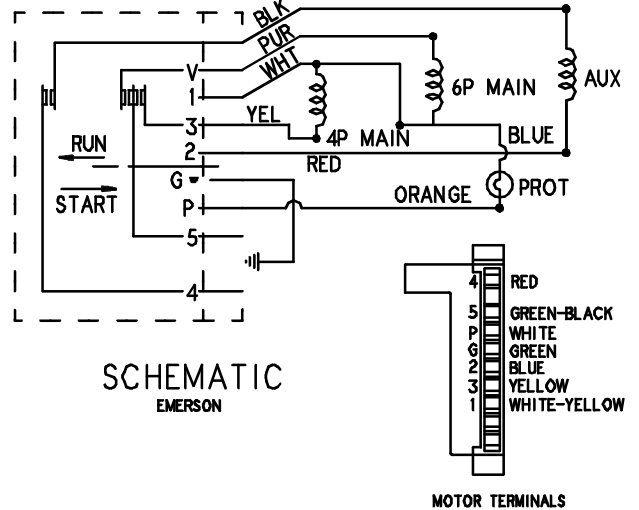 BLK
PUR
V
WHT
6P MAIN
AUX
1
YEL
3
4P MAIN
BLUE
RUN
2
RED
G
PROT
START
P
ORANGE
5
4
SCHEMATIC
EMERSON
4 RED
5 GREEN-BLACK
P WHITE
G GREEN
2 BLUE
3 YELLOW
1 WHITE-YELLOW
MOTOR TERMINALS